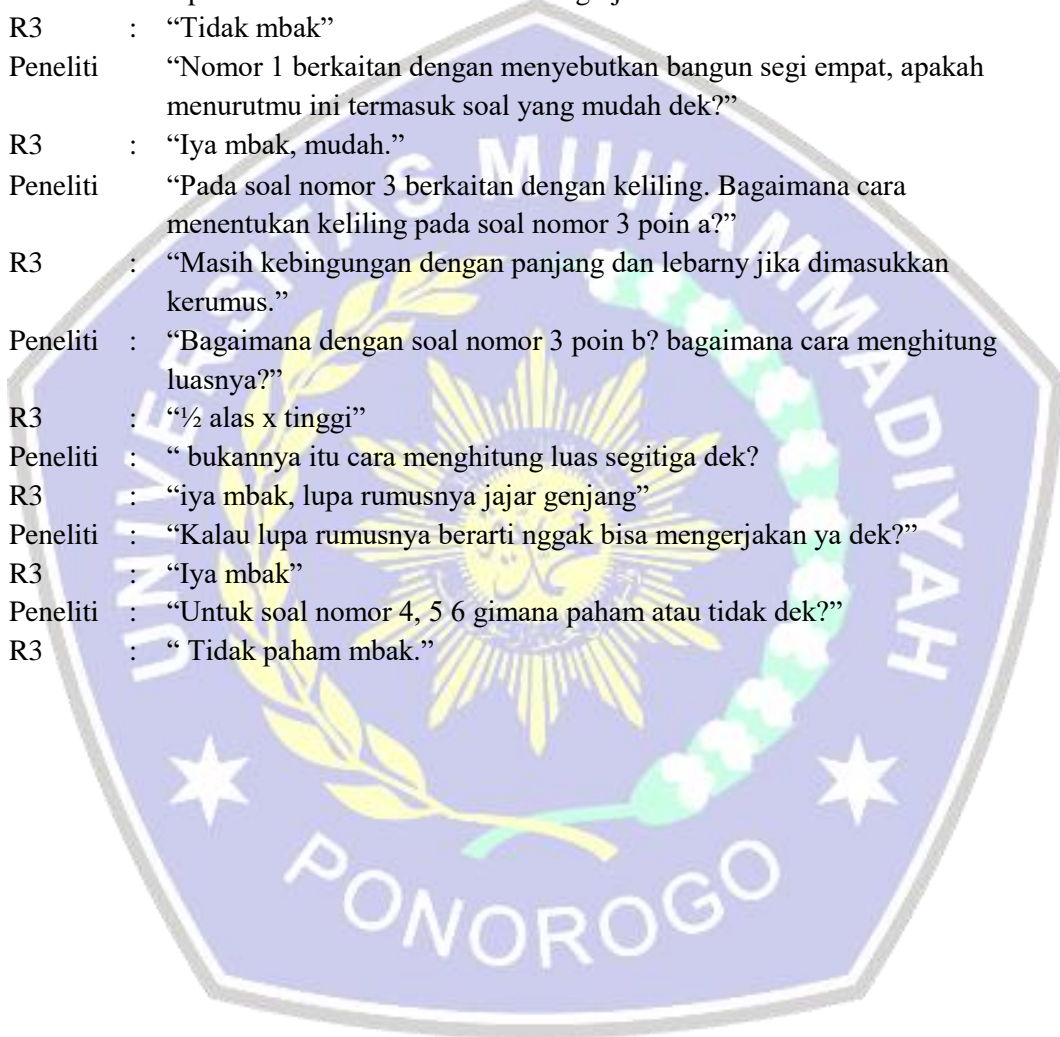 R3 : “Tidak mbak”
Peneliti “Nomor 1 berkaitan dengan menyebutkan bangun segi empat, apakah
menurutmu ini termasuk soal yang mudah dek?”
R3 : “Iya mbak, mudah.”
Peneliti “Pada soal nomor 3 berkaitan dengan keliling. Bagaimana cara
menentukan keliling pada soal nomor 3 poin a?”
R3 : “Masih kebingungan dengan panjang dan lebarny jika dimasukkan
kerumus.”
Peneliti : “Bagaimana dengan soal nomor 3 poin b? bagaimana cara menghitung
luasnya?”
R3 : “½ alas x tinggi”
Peneliti : “ bukannya itu cara menghitung luas segitiga dek?
R3 : “iya mbak, lupa rumusnya jajar genjang”
Peneliti : “Kalau lupa rumusnya berarti nggak bisa mengerjakan ya dek?”
R3 : “Iya mbak”
Peneliti : “Untuk soal nomor 4, 5 6 gimana paham atau tidak dek?”
R3 : “ Tidak paham mbak.”
UNIVERSITAS MUHAMMADIYAH
PONOROGO